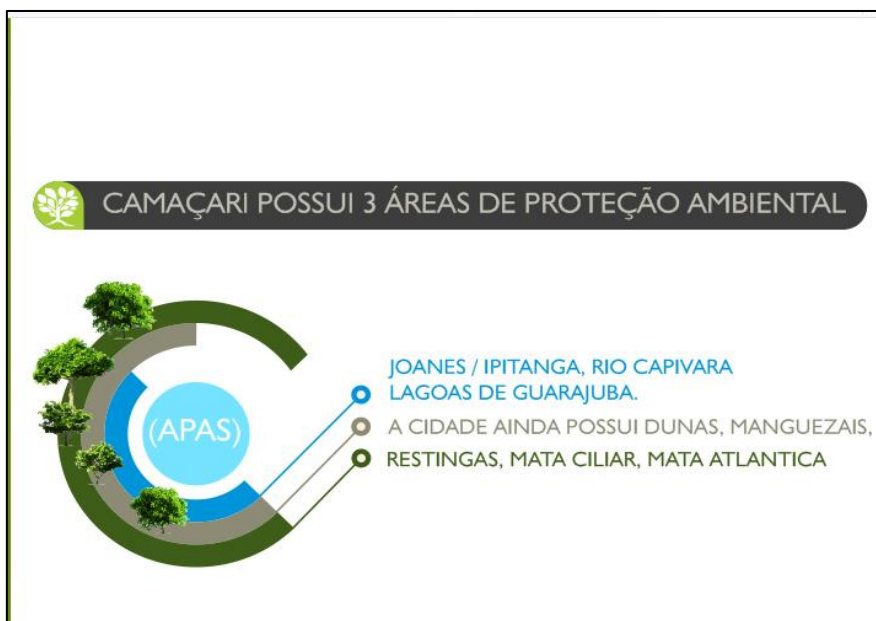 CAMAÇARI POSSUI 3 ÁREAS DE PROTEÇÃO AMBIENTAL
(APAS)
JOANES / IPITANGA, RIO CAPIVARA
LAGOAS DE GUARAJUBA.
A CIDADE AINDA POSSUI DUNAS, MANGUEZAIS,
RESTINGAS, MATA CILIAR, MATA ATLANTICA